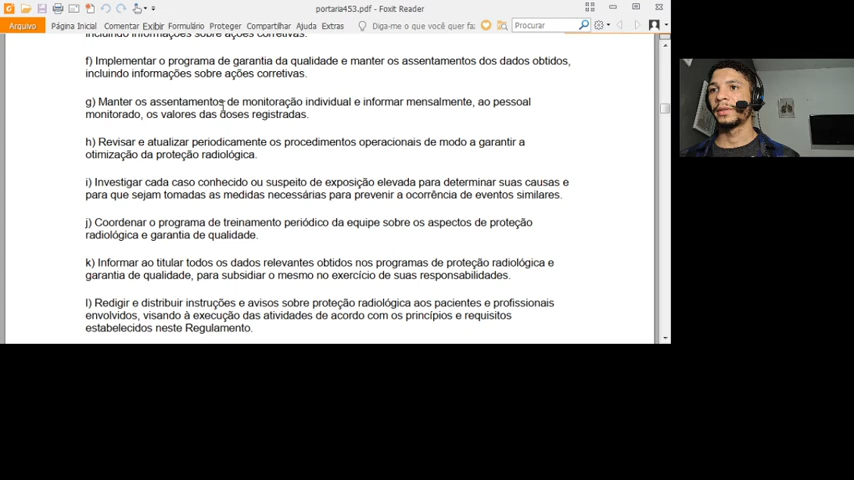 portaria453.pdf - Foxit Reader
Arquivo Página Inicial Comentar Exibir Formulário Proteger Compartilhar Ajuda Extras Diga-me o que você quer fa: Procurar
incluindo informações sobre ações corretivas.
f) Implementar o programa de garantia da qualidade e manter os assentamentos dos dados obtidos,
incluindo informações sobre ações corretivas.
g) Manter os assentamentos de monitoração individual e informar mensalmente, ao pessoal
monitorado, os valores das doses registradas.
h) Revisar e atualizar periodicamente os procedimentos operacionais de modo a garantir a
otimização da proteção radiológica.
i) Investigar cada caso conhecido ou suspeito de exposição elevada para determinar suas causas e
para que sejam tomadas as medidas necessárias para prevenir a ocorrência de eventos similares.
j) Coordenar o programa de treinamento periódico da equipe sobre os aspectos de proteção
radiológica e garantia de qualidade.
k) Informar ao titular todos os dados relevantes obtidos nos programas de proteção radiológica e
garantia de qualidade, para subsidiar o mesmo no exercício de suas responsabilidades.
l) Redigir e distribuir instruções e avisos sobre proteção radiológica aos pacientes e profissionais
envolvidos, visando à execução das atividades de acordo com os princípios e requisitos
estabelecidos neste Regulamento.